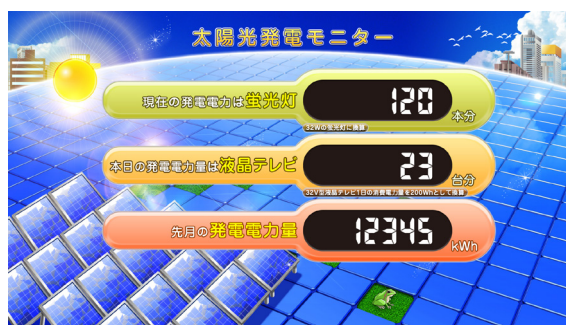 太陽光発電モニター
現在の発電電力は蛍光灯 120 本分
32Wの蛍光灯に換算
本日の発電電力量は液晶テレビ 23 台分
32V型液晶テレビ1日の消費電力量を200Whとして換算
先月の発電電力量 12345 kWh